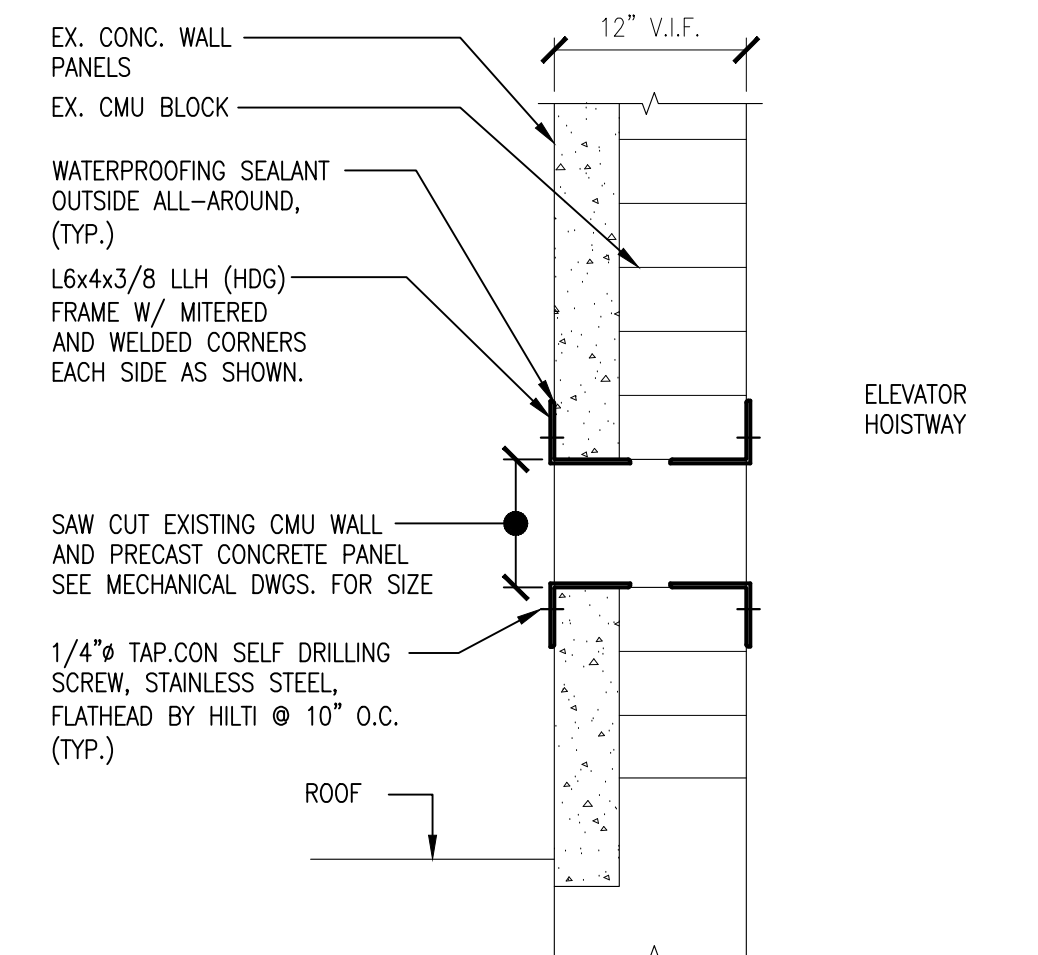 12" V.I.F.
EX. CONC. WALL
PANELS
EX. CMU BLOCK
WATERPROOFING SEALANT
OUTSIDE ALL-AROUND,
(TYP.)
L6x4x3/8 LLH (HDG)
FRAME W/ MITERED
AND WELDED CORNERS
EACH SIDE AS SHOWN.
ELEVATOR
HOISTWAY
SAW CUT EXISTING CMU WALL
AND PRECAST CONCRETE PANEL
SEE MECHANICAL DWGS. FOR SIZE
1/4"ø TAP.CON SELF DRILLING
SCREW, STAINLESS STEEL,
FLATHEAD BY HILTI @ 10" O.C.
(TYP.)
ROOF